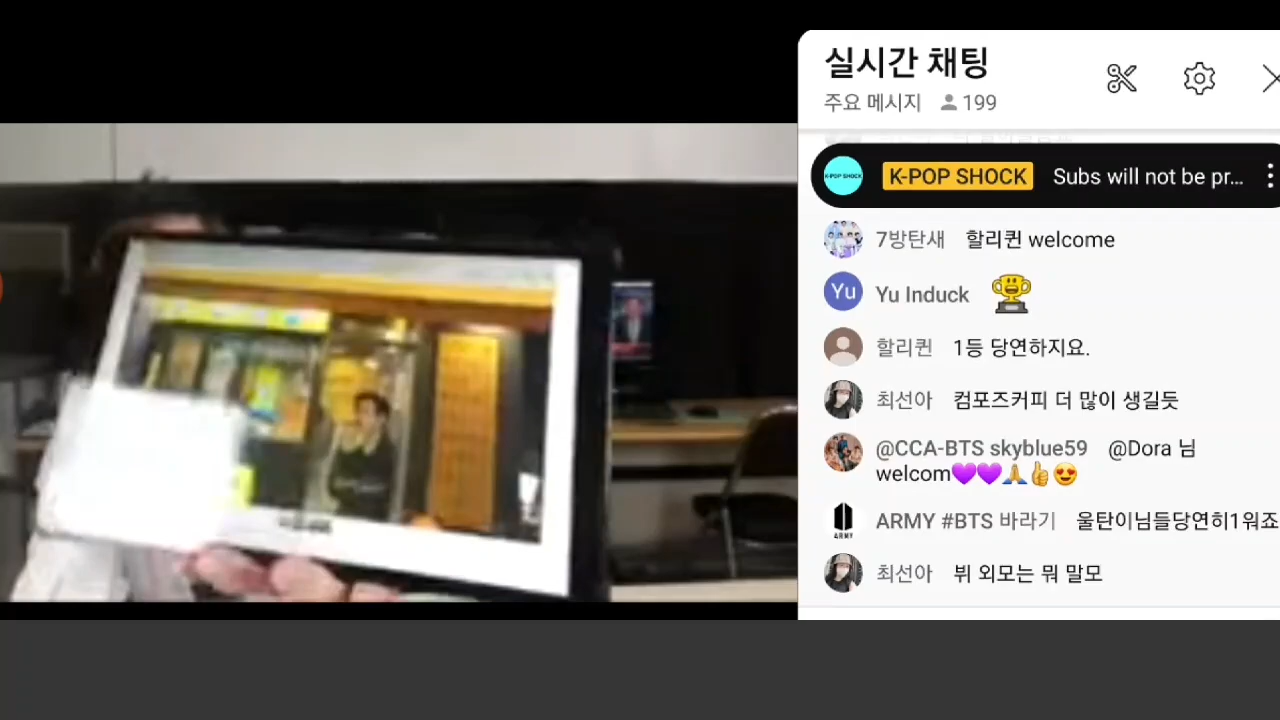 실시간 채팅
주요 메시지 199
K-POP SHOCK K-POP SHOCK Subs will not be pr...
7방탄새 할리퀸 welcome
Yu Yu Induck
할리퀸 1등 당연하지요.
최선아 컴포즈커피 더 많이 생길듯
@CCA-BTS skyblue59 @Dora 님
welcom💜💜🙏👍😍
ARMY ARMY #BTS 바라기 울탄이님들당연히1워죠
최선아 뷔 외모는 뭐 말모